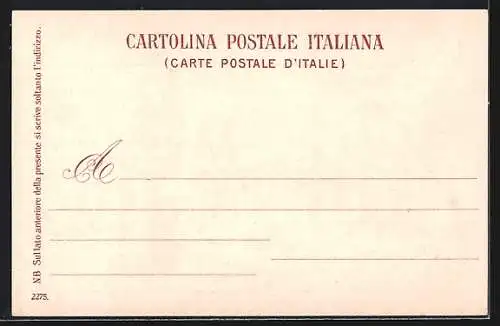 CARTOLINA POSTALE ITALIANA
(CARTE POSTALE D'ITALIE)
A
NB Sul lato anteriore della presente si scrive soltanto l'indirizzo.
2275.